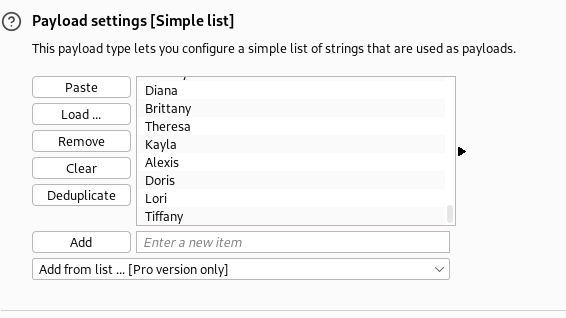 Payload settings [Simple list]
This payload type lets you configure a simple list of strings that are used as payloads.
Paste
Load ...
Remove
Clear
Deduplicate
Diana
Brittany
Theresa
Kayla
Alexis
Doris
Lori
Tiffany
Add
Enter a new item
Add from list ... [Pro version only]